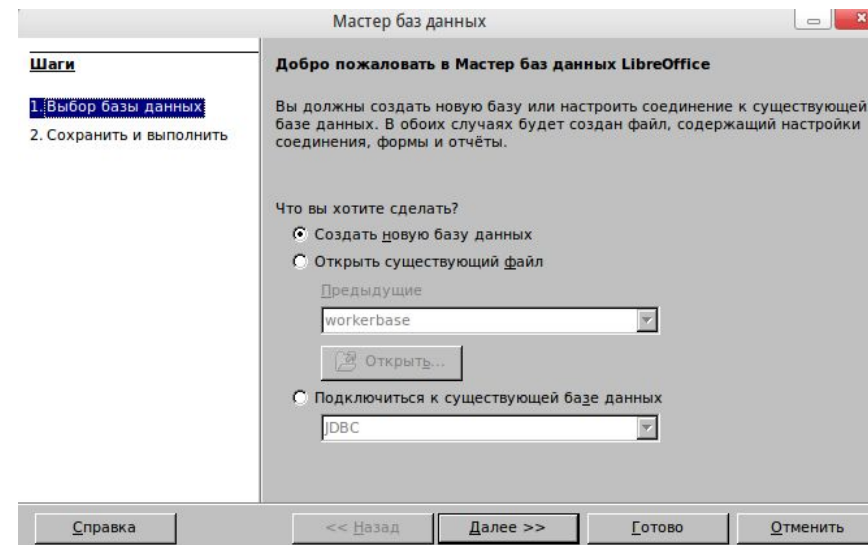 Мастер баз данных
Шаги
1. Выбор базы данных
2. Сохранить и выполнить
Добро пожаловать в Мастер баз данных LibreOffice
Вы должны создать новую базу или настроить соединение к существующей
базе данных. В обоих случаях будет создан файл, содержащий настройки
соединения, формы и отчёты.
Что вы хотите сделать?
Создать новую базу данных
Открыть существующий файл
Предыдущие
workerbase
Открыть...
Подключиться к существующей базе данных
JDBC
Справка
<< Назад
Далее >>
Готово
Отменить